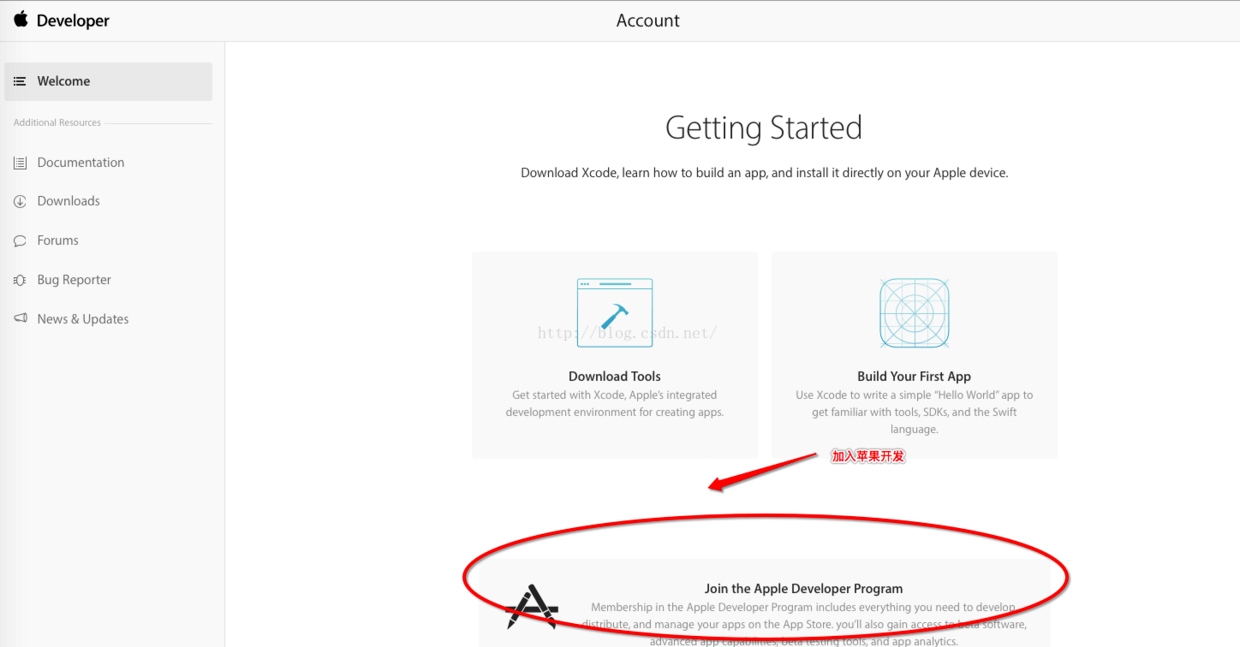 Developer
Account
Welcome
Additional Resources
Documentation
Downloads
Forums
Bug Reporter
News & Updates
Getting Started
Download Xcode, learn how to build an app, and install it directly on your Apple device.
http://blog.csdn.net/
Download Tools
Get started with Xcode, Apple's integrated
development environment for creating apps.
Build Your First App
Use Xcode to write a simple “Hello World” app to
get familiar with tools, SDKs, and the Swift
language.
加入苹果开发
Join the Apple Developer Program
Membership in the Apple Developer Program includes everything you need to develop,
distribute, and manage your apps on the App Store. you'll also gain access to beta software,
advanced app capabilities, beta testing tools, and app analytics.